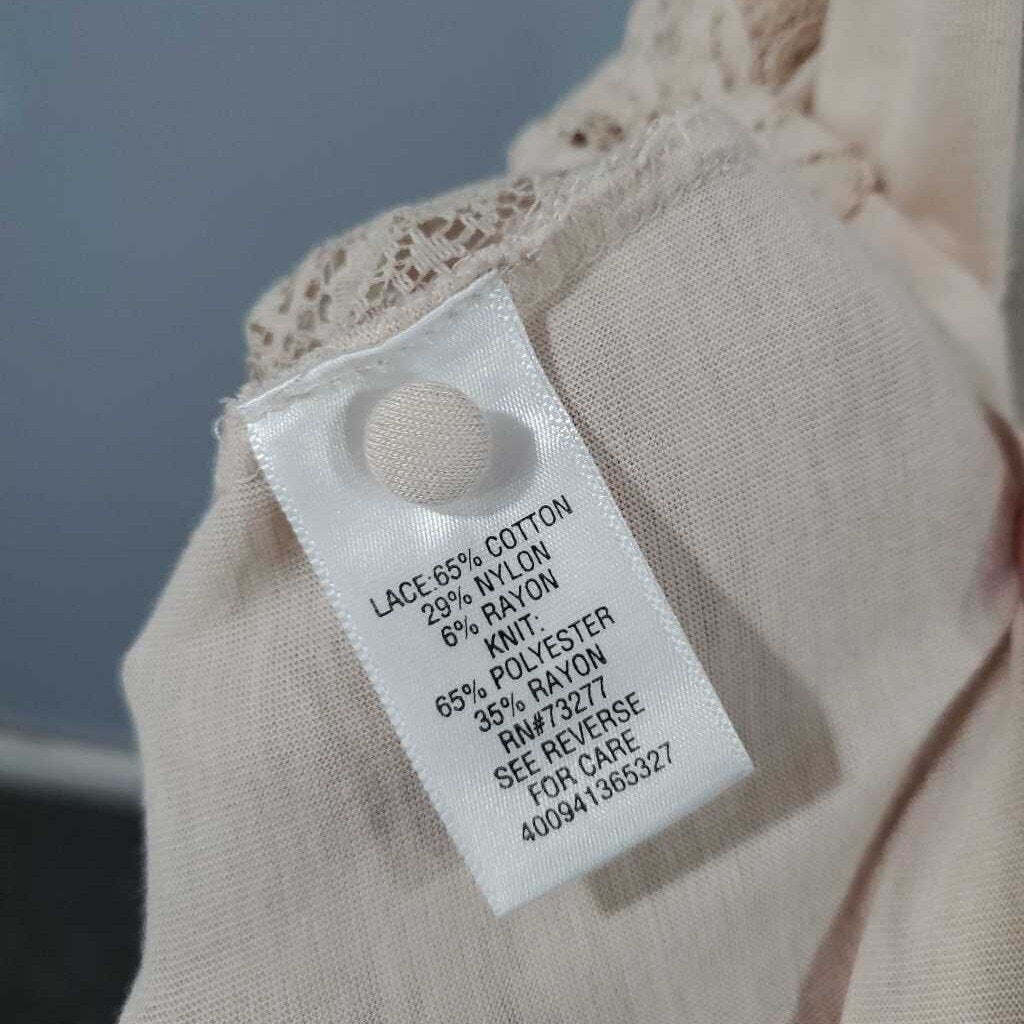 LACE:65% COTTON
29% NYLON
6% RAYON
KNIT:
65% POLYESTER
35% RAYON
RN#73277
SEE REVERSE
FOR CARE
400941365327